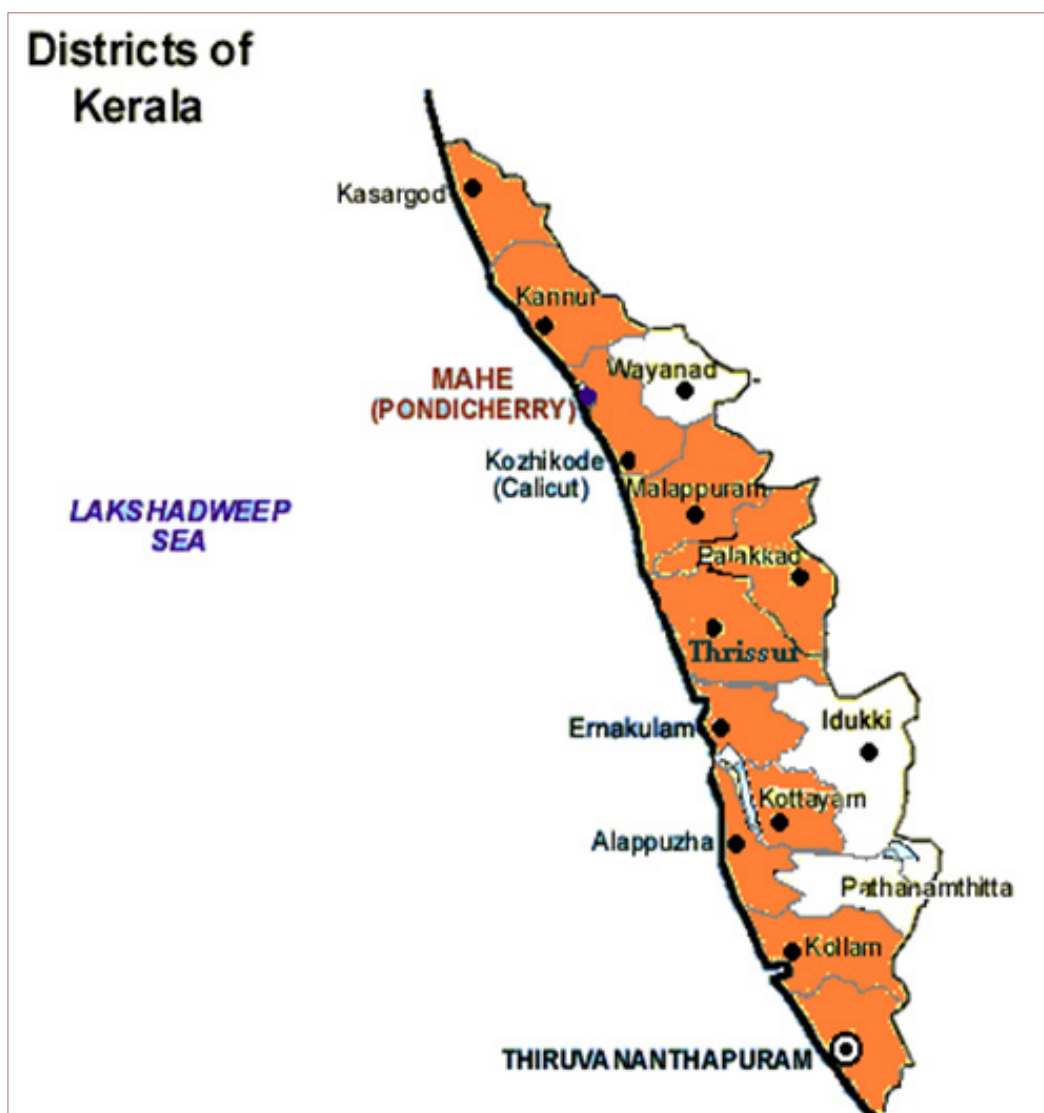 Districts of
Kerala
Kasargod
Kannur
Wayanad
MAHE
(PONDICHERRY)
Kozhikode
(Calicut)
Malappuram
LAKSHADWEEP
SEA
Palakkad
Thrissur
Ernakulam
Idukki
Kottayam
Alappuzha
Pathanamthitta
Kollam
THIRUVANANTHAPURAM